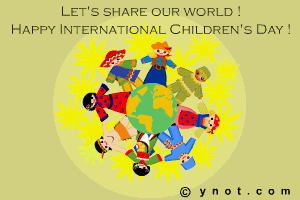 Let's share our world !
Happy International Children's Day !
© ynot.com